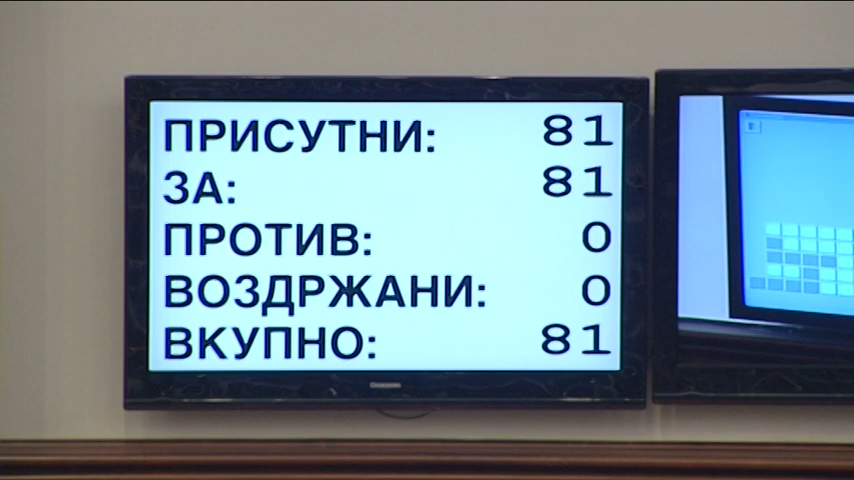 ПРИСУТНИ: 81
ЗА: 81
ПРОТИВ: 0
ВОЗДРЖАНИ: 0
ВКУПНО: 81